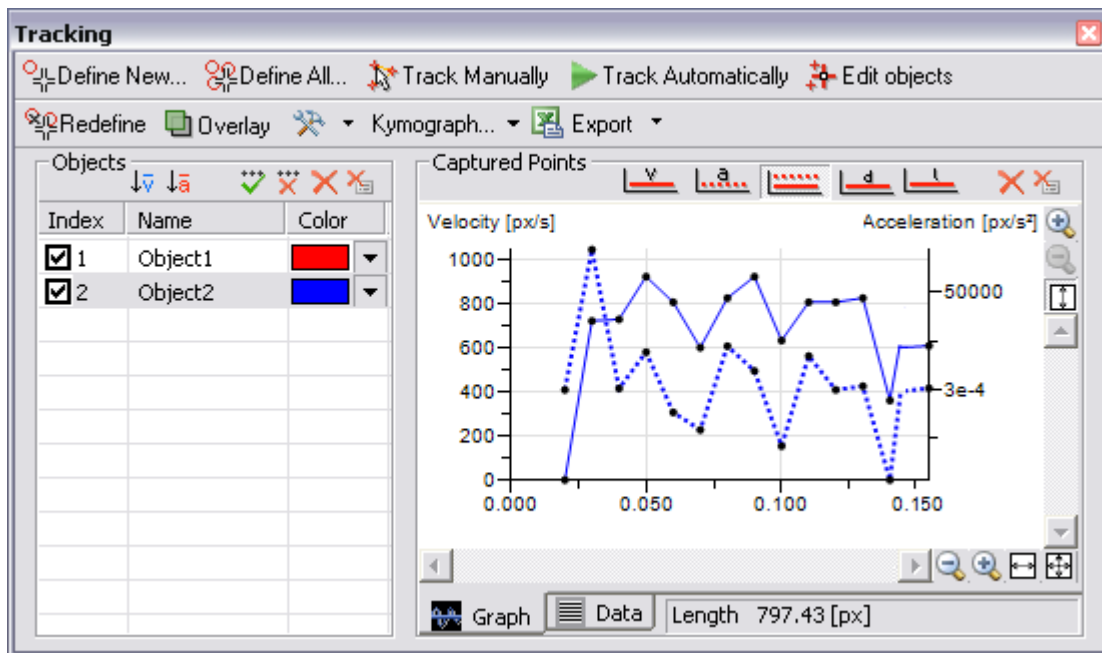 Tracking
Define New... Define All... Track Manually Track Automatically Edit objects
Redefine Overlay Kymograph... Export
Objects
v a
Index Name Color
1 Object1
2 Object2
Captured Points
v a d l
Velocity [px/s] Acceleration [px/s²]
1000
800
600
400
200
0
50000
3e-4
0.000 0.050 0.100 0.150
Graph Data Length 797.43 [px]